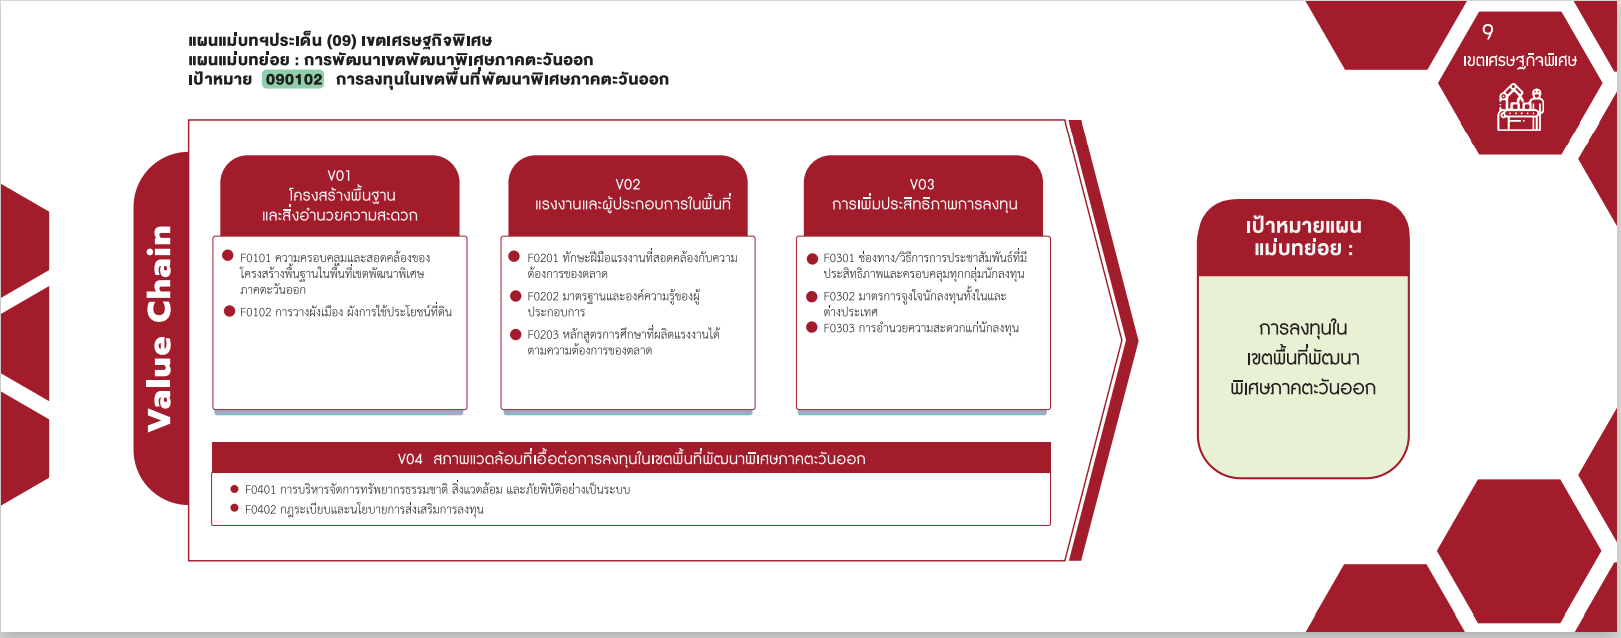 แผนแม่บทฯประเด็น (09) เขตเศรษฐกิจพิเศษ
แผนแม่บทย่อย : การพัฒนาเขตพัฒนาพิเศษภาคตะวันออก
เป้าหมาย 090102 การลงทุนในเขตพื้นที่พัฒนาพิเศษภาคตะวันออก
9
เขตเศรษฐกิจพิเศษ
Value Chain
V01
โครงสร้างพื้นฐาน
และสิ่งอำนวยความสะดวก
F0101 ความครอบคลุมและสอดคล้องของ
โครงสร้างพื้นฐานในพื้นที่เขตพัฒนาพิเศษ
ภาคตะวันออก
F0102 การวางผังเมือง ผังการใช้ประโยชน์ที่ดิน
V02
แรงงานและผู้ประกอบการในพื้นที่
F0201 ทักษะฝีมือแรงงานที่สอดคล้องกับความ
ต้องการของตลาด
F0202 มาตรฐานและองค์ความรู้ของผู้
ประกอบการ
F0203 หลักสูตรการศึกษาที่ผลิตแรงงานได้
ตามความต้องการของตลาด
V03
การเพิ่มประสิทธิภาพการลงทุน
F0301 ช่องทาง/วิธีการการประชาสัมพันธ์ที่มี
ประสิทธิภาพและครอบคลุมทุกกลุ่มนักลงทุน
F0302 มาตรการจูงใจนักลงทุนทั้งในและ
ต่างประเทศ
F0303 การอำนวยความสะดวกแก่นักลงทุน
V04 สภาพแวดล้อมที่เอื้อต่อการลงทุนในเขตพื้นที่พัฒนาพิเศษภาคตะวันออก
F0401 การบริหารจัดการทรัพยากรธรรมชาติ สิ่งแวดล้อม และภัยพิบัติอย่างเป็นระบบ
F0402 กฎระเบียบและนโยบายการส่งเสริมการลงทุน
เป้าหมายแผน
แม่บทย่อย :
การลงทุนใน
เขตพื้นที่พัฒนา
พิเศษภาคตะวันออก